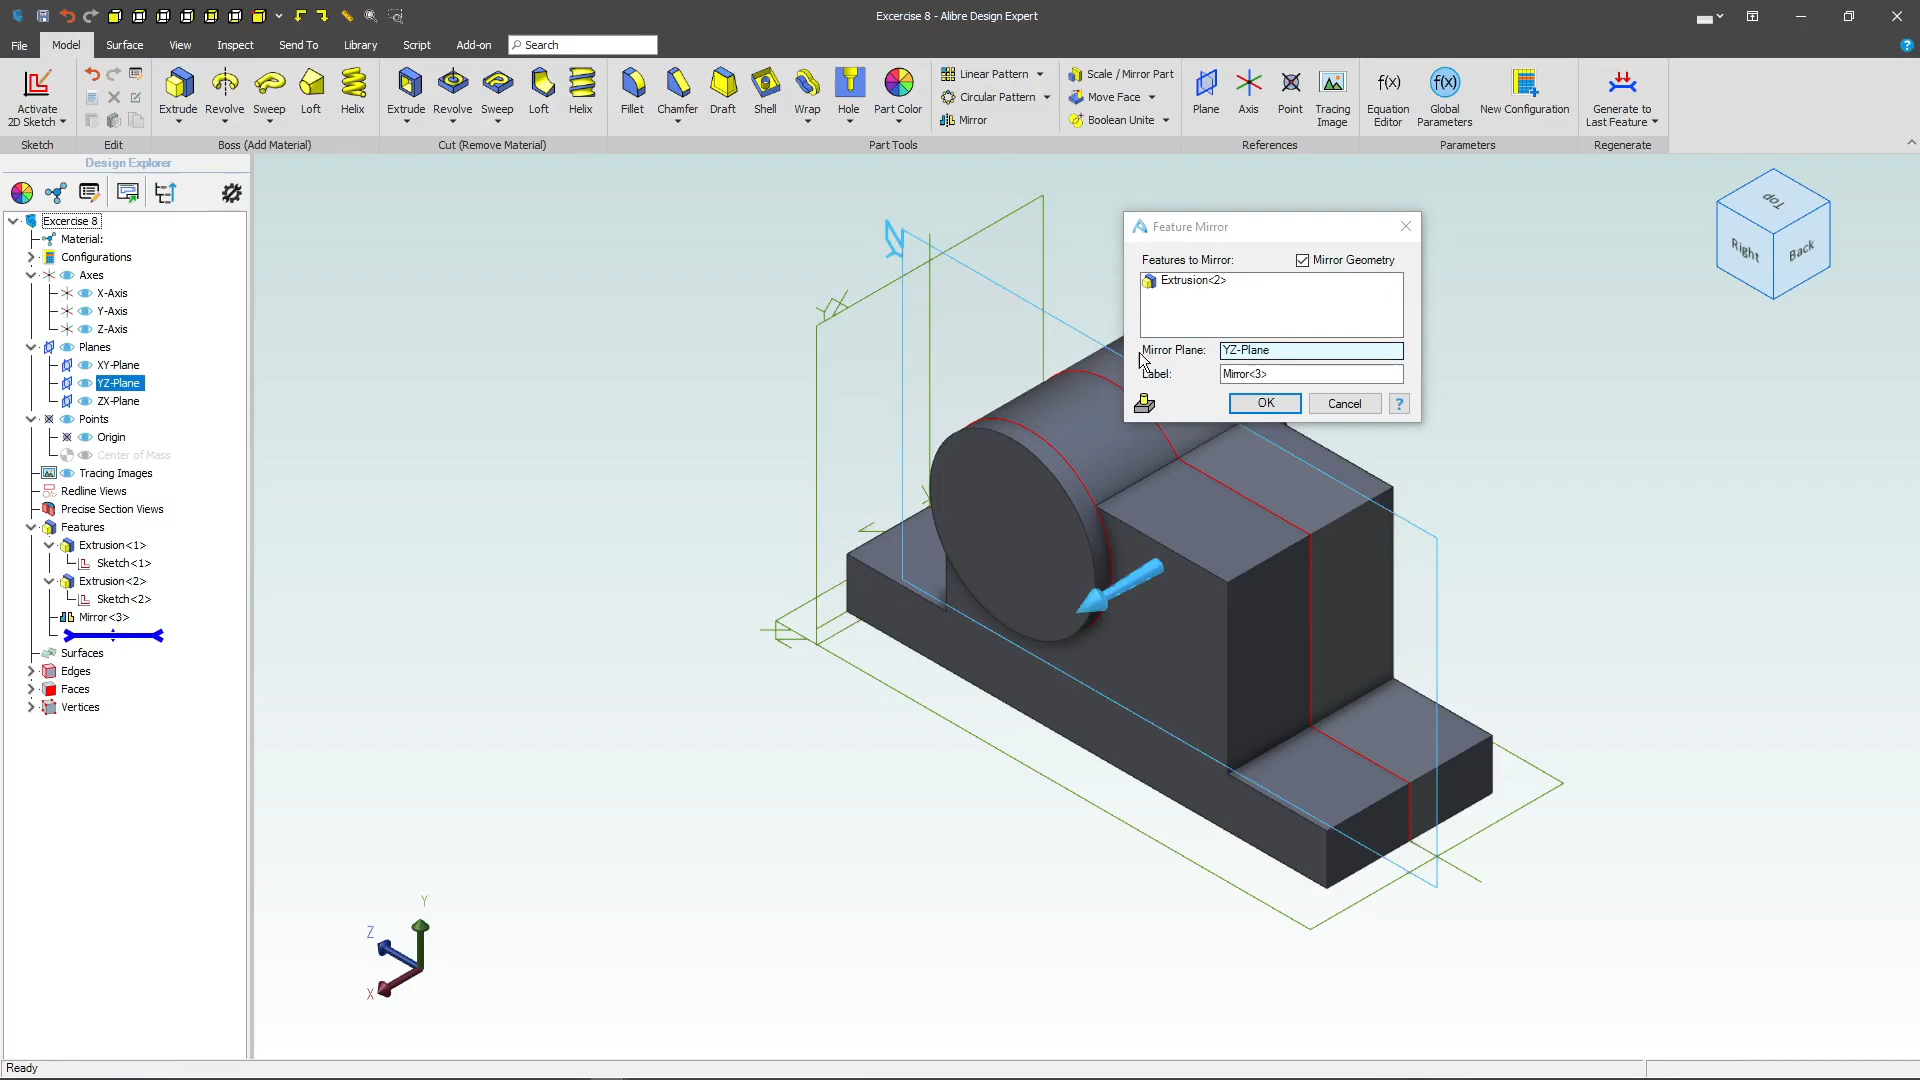 Excercise 8 - Alibre Design Expert
File Model Surface View Inspect Send To Library Script Add-on Search
Activate
2D Sketch
Extrude Revolve Sweep Loft Helix
Extrude Revolve Sweep Loft Helix
Fillet Chamfer Draft Shell Wrap Hole Part Color
Linear Pattern
Circular Pattern
Mirror
Scale / Mirror Part
Move Face
Boolean Unite
Plane Axis Point Tracing
Image
f(x) Equation
Editor
f(x) Global
Parameters
New Configuration
Generate to
Last Feature
Sketch Edit Boss (Add Material) Cut (Remove Material) Part Tools References Parameters Regenerate
Design Explorer
Excercise 8
Material:
Configurations
Axes
X-Axis
Y-Axis
Z-Axis
Planes
XY-Plane
YZ-Plane
ZX-Plane
Points
Origin
Center of Mass
Tracing Images
Redline Views
Precise Section Views
Features
Extrusion<1>
Sketch<1>
Extrusion<2>
Sketch<2>
Mirror<3>
Surfaces
Edges
Faces
Vertices
Feature Mirror
Features to Mirror: Mirror Geometry
Extrusion<2>
Mirror Plane: YZ-Plane
Label: Mirror<3>
OK Cancel ?
Top
Right Back
Y
Z
X
Ready